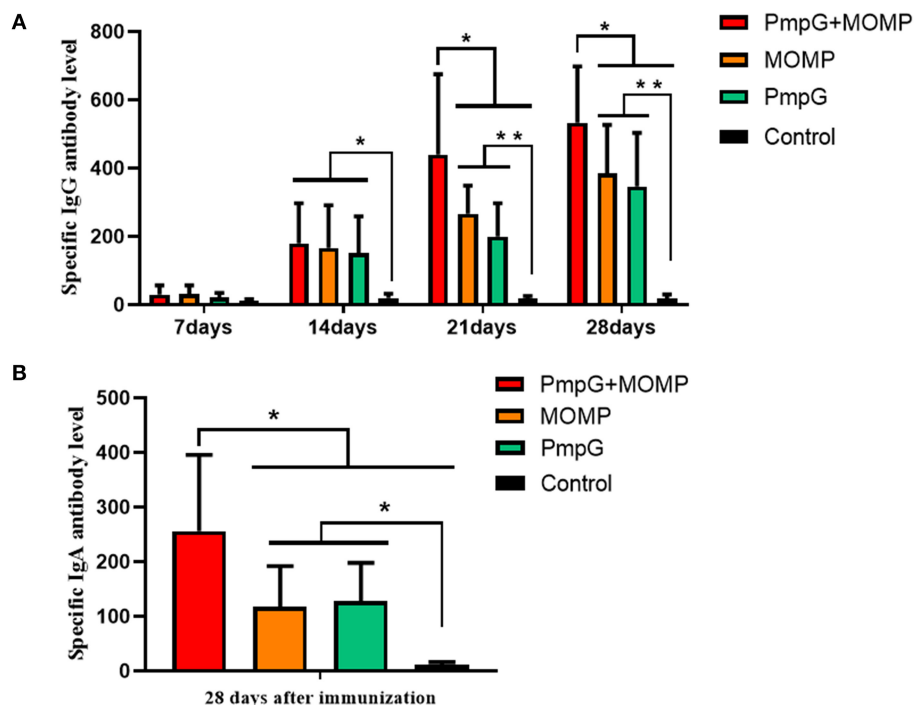 A
Specific IgG antibody level
800
600
400
200
0
*
*
* *
*
* *
7days
14days
21days
28days
PmpG+MOMP
MOMP
PmpG
Control
B
Specific IgA antibody level
500
400
300
200
100
0
*
*
28 days after immunization
PmpG+MOMP
MOMP
PmpG
Control